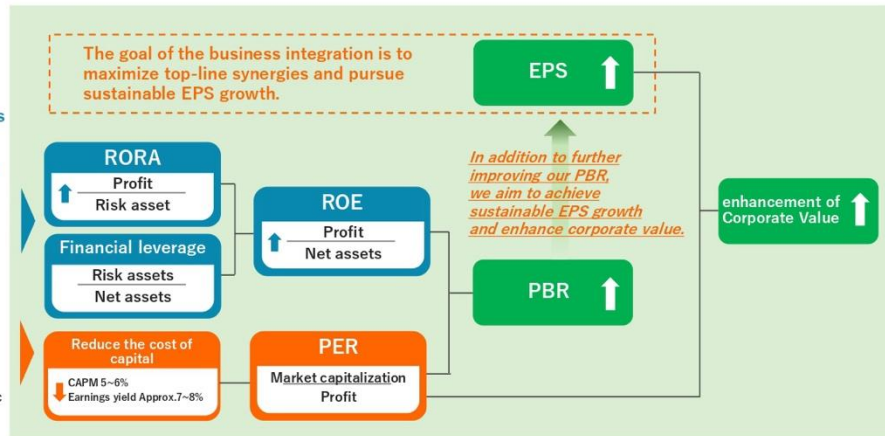 The goal of the business integration is to
maximize top-line synergies and pursue
sustainable EPS growth.
EPS
s
RORA
Profit
Risk asset
Financial leverage
Risk assets
Net assets
ROE
Profit
Net assets
In addition to further
improving our PBR,
we aim to achieve
sustainable EPS growth
and enhance corporate value.
enhancement of
Corporate Value
PBR
Reduce the cost of
capital
CAPM 5~6%
Earnings yield Approx.7~8%
PER
Market capitalization
Profit